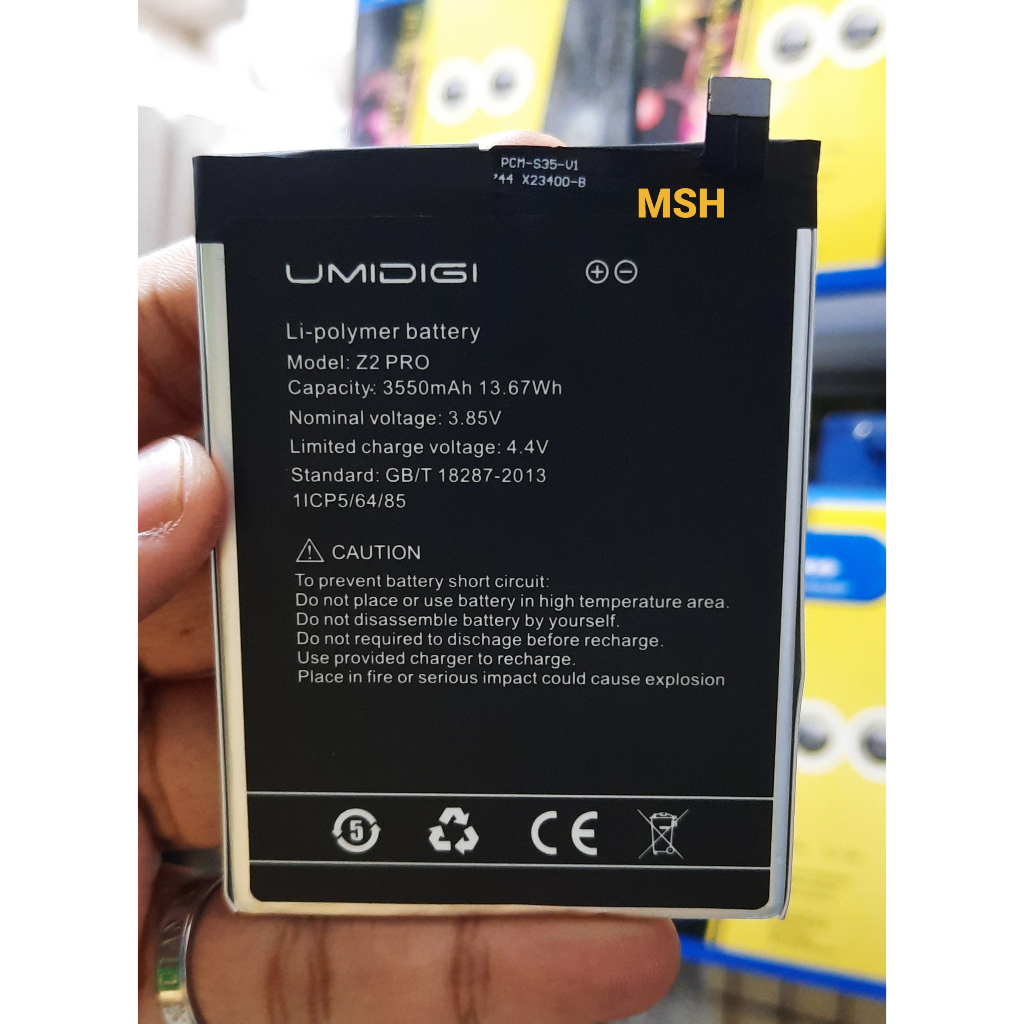 PCM-S35-V1
'44 X23400-B
MSH
UMIDIGI
Li-polymer battery
Model: Z2 PRO
Capacity: 3550mAh 13.67Wh
Nominal voltage: 3.85V
Limited charge voltage: 4.4V
Standard: GB/T 18287-2013
1ICP5/64/85
CAUTION
To prevent battery short circuit:
Do not place or use battery in high temperature area.
Do not disassemble battery by yourself.
Do not required to dischage before recharge.
Use provided charger to recharge.
Place in fire or serious impact could cause explosion
5
CE